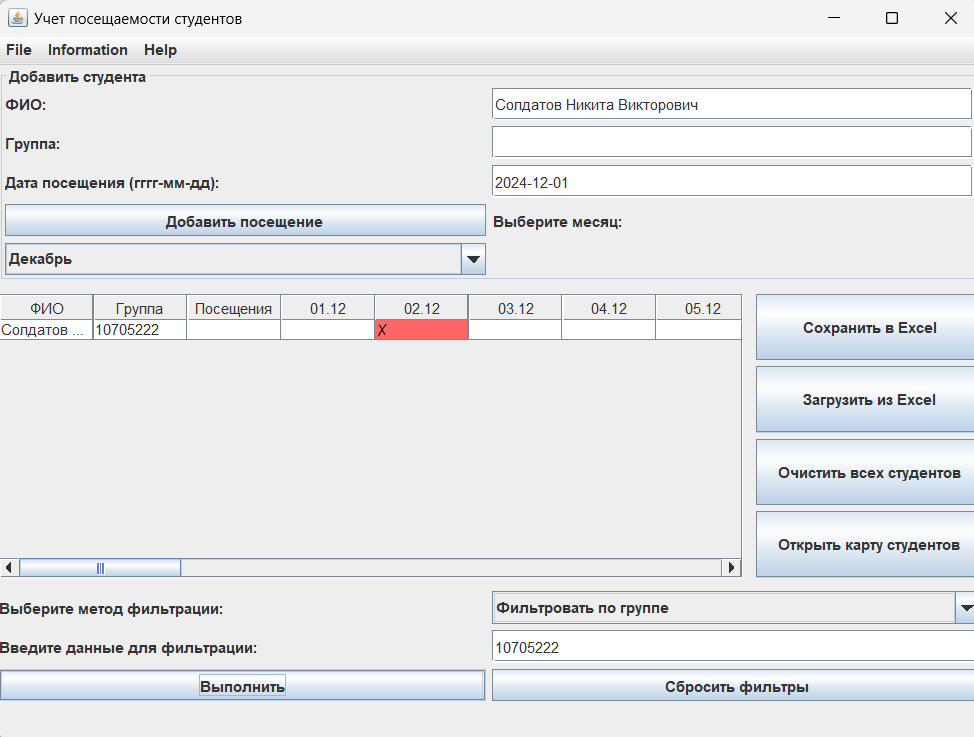 Учет посещаемости студентов
File Information Help
Добавить студента
ФИО: Солдатов Никита Викторович
Группа:
Дата посещения (гггг-мм-дд): 2024-12-01
Добавить посещение Выберите месяц:
Декабрь
ФИО Группа Посещения 01.12 02.12 03.12 04.12 05.12
Солдатов ... 10705222 X
Сохранить в Excel
Загрузить из Excel
Очистить всех студентов
Открыть карту студентов
Выберите метод фильтрации: Фильтровать по группе
Введите данные для фильтрации: 10705222
Выполнить Сбросить фильтры